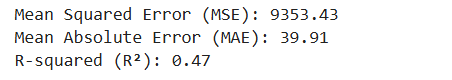 Mean Squared Error (MSE): 9353.43
Mean Absolute Error (MAE): 39.91
R-squared (R²): 0.47